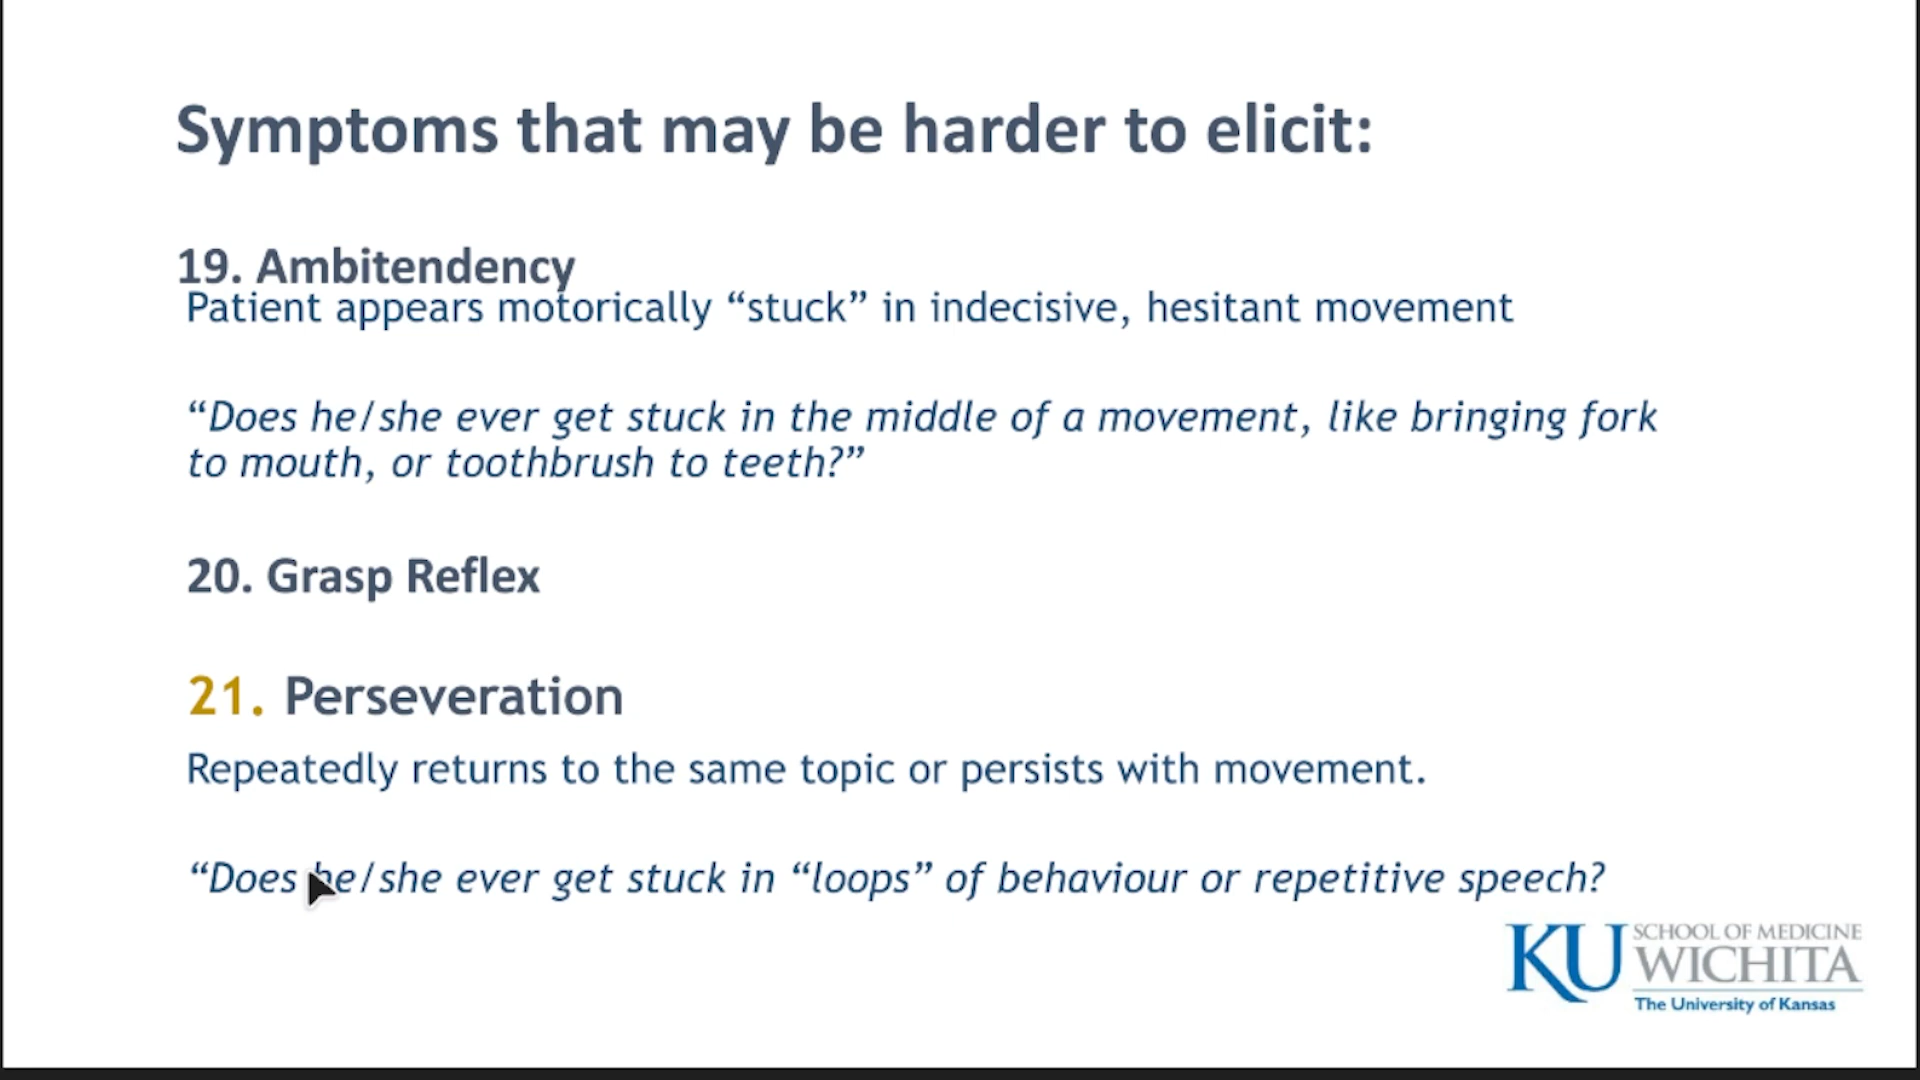 Symptoms that may be harder to elicit:
19. Ambitendency
Patient appears motorically “stuck” in indecisive, hesitant movement
“Does he/she ever get stuck in the middle of a movement, like bringing fork
to mouth, or toothbrush to teeth?”
20. Grasp Reflex
21. Perseveration
Repeatedly returns to the same topic or persists with movement.
“Does he/she ever get stuck in “loops” of behaviour or repetitive speech?
KU SCHOOL OF MEDICINE
WICHITA
The University of Kansas